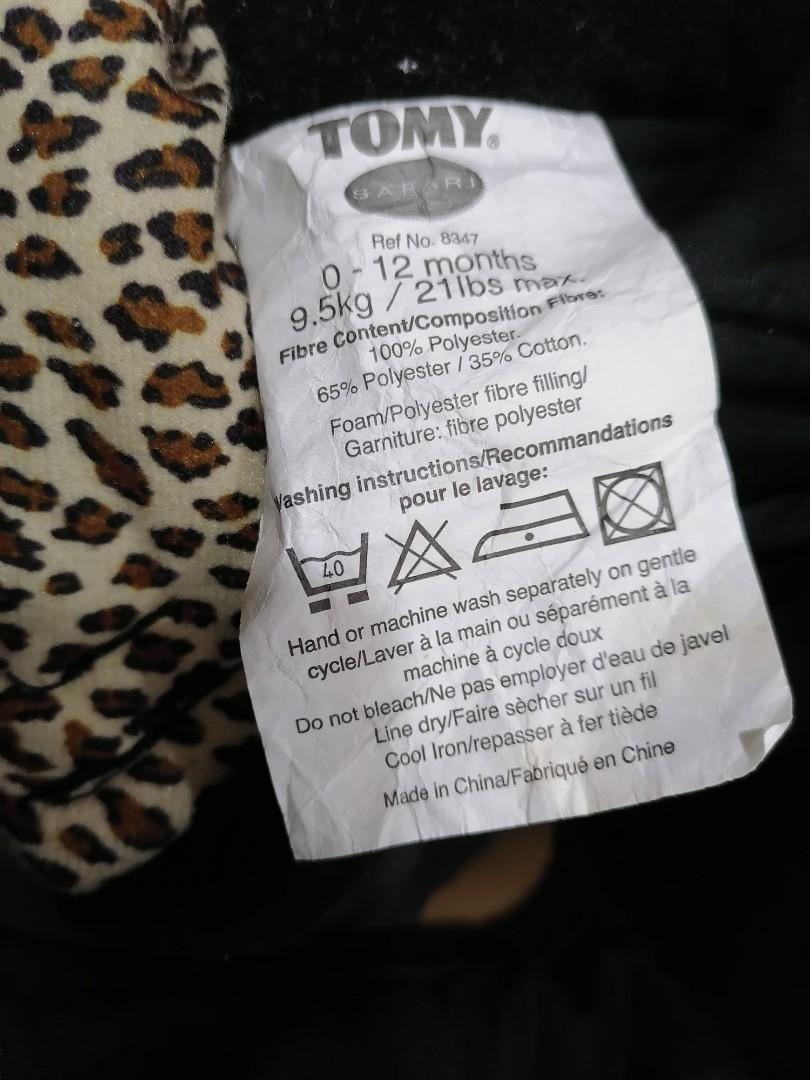 TOMY®
SAFARI
Ref No. 8347
0 - 12 months
9.5kg / 21lbs max.
Fibre Content/Composition Fibre:
100% Polyester.
65% Polyester / 35% Cotton.
Foam/Polyester fibre filling/
Garniture: fibre polyester
Washing instructions/Recommandations
pour le lavage:
40
Hand or machine wash separately on gentle
cycle/Laver à la main ou séparément à la
machine à cycle doux
Do not bleach/Ne pas employer d'eau de javel
Line dry/Faire sècher sur un fil
Cool Iron/repasser à fer tiède
Made in China/Fabriqué en Chine